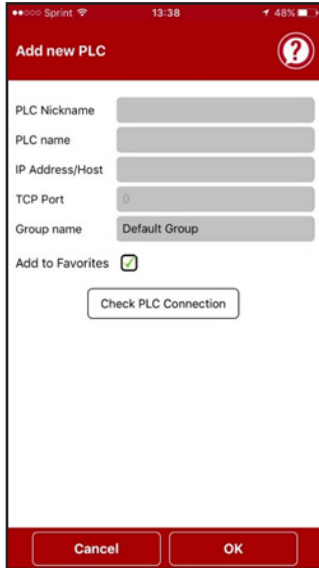 Sprint 13:38 48%
Add new PLC
?
PLC Nickname
PLC name
IP Address/Host
TCP Port 0
Group name Default Group
Add to Favorites
Check PLC Connection
Cancel OK